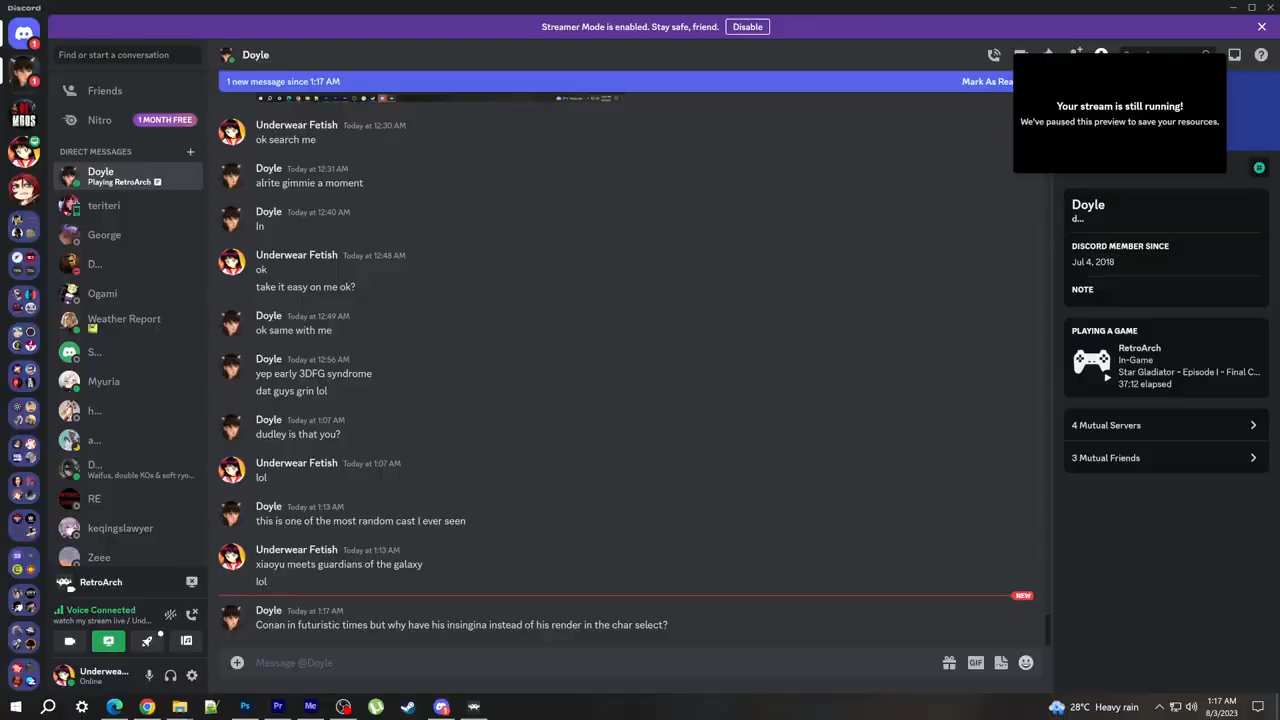 Discord
Streamer Mode is enabled. Stay safe, friend.
Disable
1
1
MODS
Find or start a conversation
Friends
Nitro
1 MONTH FREE
DIRECT MESSAGES
Doyle
Playing RetroArch
teriteri
George
D...
Ogami
Weather Report
S...
Myuria
h...
a...
D...
Waifus, double KOs & soft ryo...
RE
keqingslawyer
Zeee
RetroArch
Voice Connected
watch my stream live / Und...
Underwea...
Online
Doyle
1 new message since 1:17 AM
Mark As Rea
Underwear Fetish Today at 12:30 AM
ok search me
Doyle Today at 12:31 AM
alrite gimmie a moment
Doyle Today at 12:40 AM
In
Underwear Fetish Today at 12:48 AM
ok
take it easy on me ok?
Doyle Today at 12:49 AM
ok same with me
Doyle Today at 12:56 AM
yep early 3DFG syndrome
dat guys grin lol
Doyle Today at 1:07 AM
dudley is that you?
Underwear Fetish Today at 1:07 AM
lol
Doyle Today at 1:13 AM
this is one of the most random cast I ever seen
Underwear Fetish Today at 1:13 AM
xiaoyu meets guardians of the galaxy
lol
NEW
Doyle Today at 1:17 AM
Conan in futuristic times but why have his insingina instead of his render in the char select?
Message @Doyle
GIF
Your stream is still running!
We've paused this preview to save your resources.
Doyle
d...
DISCORD MEMBER SINCE
Jul 4, 2018
NOTE
PLAYING A GAME
RetroArch
In-Game
Star Gladiator - Episode I - Final C...
37:12 elapsed
4 Mutual Servers
3 Mutual Friends
Ps
Pr
Me
28°C Heavy rain
1:17 AM
8/3/2023